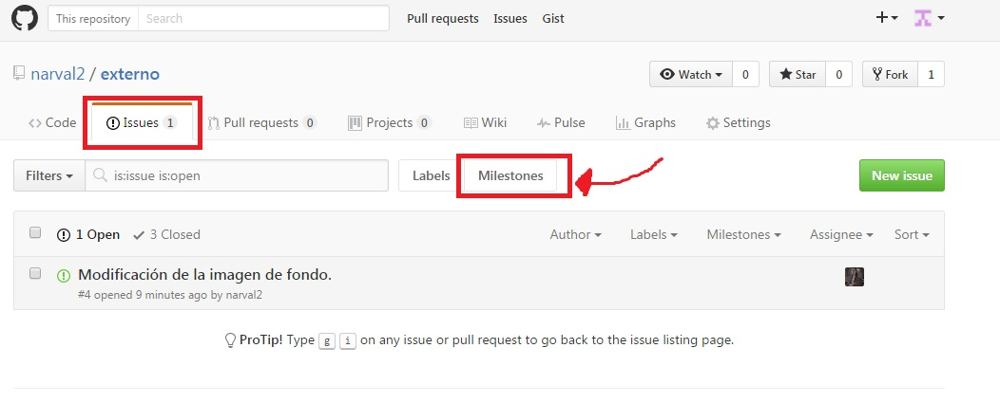 This repository Search Pull requests Issues Gist
narval2 / externo Watch 0 Star 0 Fork 1
Code Issues 1 Pull requests 0 Projects 0 Wiki Pulse Graphs Settings
Filters is:issue is:open Labels Milestones New issue
1 Open 3 Closed Author Labels Milestones Assignee Sort
Modificación de la imagen de fondo.
#4 opened 9 minutes ago by narval2
ProTip! Type g i on any issue or pull request to go back to the issue listing page.